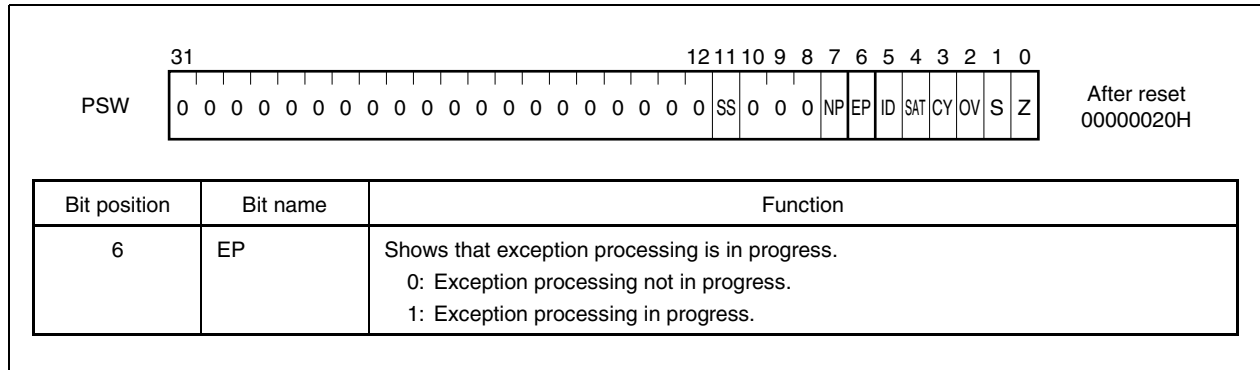 31 12 11 10 9 8 7 6 5 4 3 2 1 0
PSW 0 0 0 0 0 0 0 0 0 0 0 0 0 0 0 0 0 0 0 0 SS 0 0 0 NP EP ID SAT CY OV S Z
After reset
00000020H
Bit position Bit name Function
6 EP Shows that exception processing is in progress.
0: Exception processing not in progress.
1: Exception processing in progress.